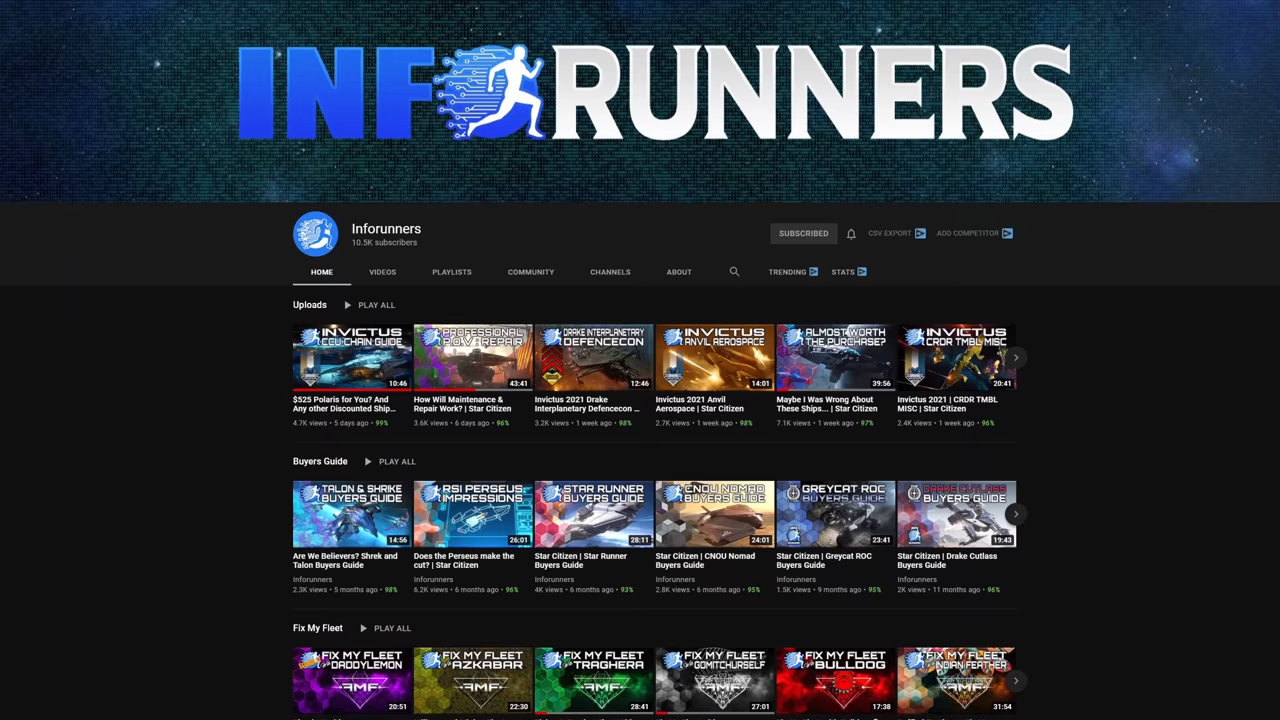 INFORUNNERS
Inforunners
10.5K subscribers
SUBSCRIBED
CSV EXPORT
ADD COMPETITOR
HOME
VIDEOS
PLAYLISTS
COMMUNITY
CHANNELS
ABOUT
TRENDING
STATS
Uploads
PLAY ALL
INVICTUS
CCU CHAIN GUIDE
10:46
PROFESSIONAL
P.O.V. REPAIR
43:41
DRAKE INTERPLANETARY
DEFENCECON
12:46
INVICTUS
ANVIL AEROSPACE
14:01
ALMOST WORTH
THE PURCHASE?
39:56
INVICTUS
CRDR TMBL MISC
20:41
$525 Polaris for You? And
Any other Discounted Ship...
4.7K views • 5 days ago • 99%
How Will Maintenance &
Repair Work? | Star Citizen
3.6K views • 6 days ago • 96%
Invictus 2021 Drake
Interplanetary Defencecon ...
3.2K views • 1 week ago • 98%
Invictus 2021 Anvil
Aerospace | Star Citizen
2.7K views • 1 week ago • 98%
Maybe I Was Wrong About
These Ships... | Star Citizen
7.1K views • 1 week ago • 97%
Invictus 2021 | CRDR TMBL
MISC | Star Citizen
2.4K views • 1 week ago • 96%
Buyers Guide
PLAY ALL
TALON & SHRIKE
BUYERS GUIDE
14:56
RSI PERSEUS
IMPRESSIONS
26:01
STAR RUNNER
BUYERS GUIDE
28:11
CNOU NOMAD
BUYERS GUIDE
24:01
GREYCAT ROC
BUYERS GUIDE
23:41
DRAKE CUTLASS
BUYERS GUIDE
19:43
Are We Believers? Shrek and
Talon Buyers Guide
Inforunners
2.3K views • 5 months ago • 98%
Does the Perseus make the
cut? | Star Citizen
Inforunners
6.2K views • 6 months ago • 96%
Star Citizen | Star Runner
Buyers Guide
Inforunners
4K views • 6 months ago • 93%
Star Citizen | CNOU Nomad
Buyers Guide
Inforunners
2.8K views • 6 months ago • 95%
Star Citizen | Greycat ROC
Buyers Guide
Inforunners
1.5K views • 9 months ago • 95%
Star Citizen | Drake Cutlass
Buyers Guide
Inforunners
2K views • 11 months ago • 96%
Fix My Fleet
PLAY ALL
FIX MY FLEET
DADDYLEMON
FMF
20:51
FIX MY FLEET
AZKABAR
FMF
22:30
FIX MY FLEET
TRAGHERA
FMF
28:41
FIX MY FLEET
GOMITCHURSELF
FMF
27:01
FIX MY FLEET
BULLDOG
17:38
FIX MY FLEET
INDIAN FEATHER
FMF
31:54